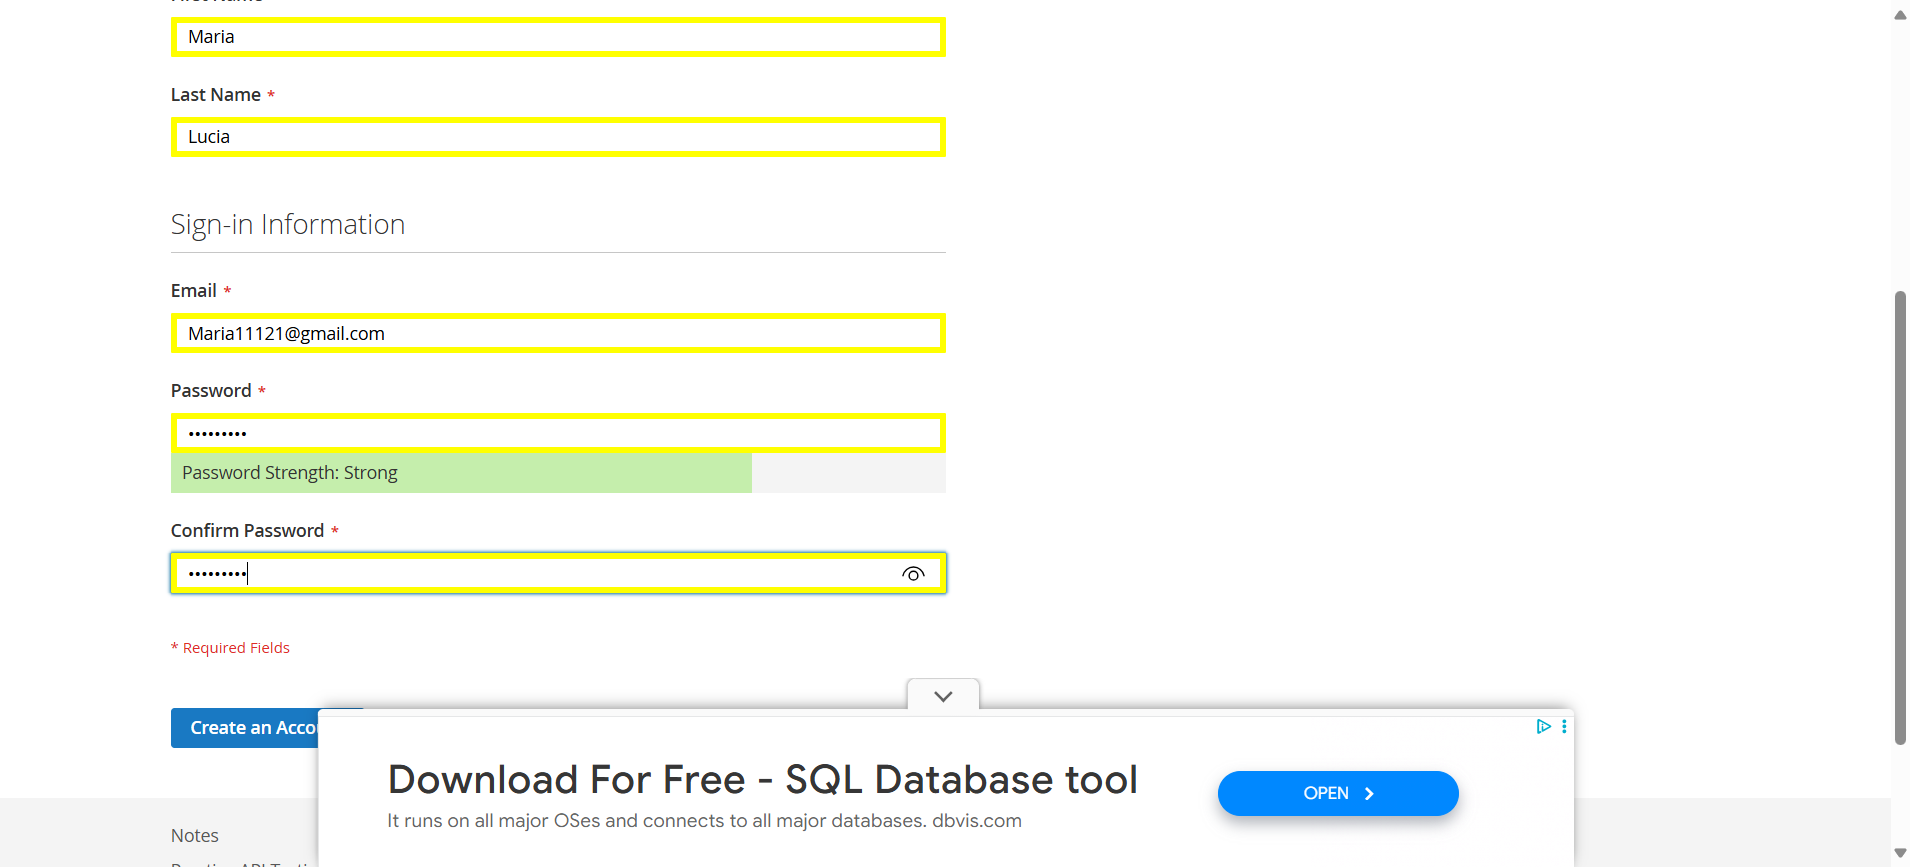 Maria
Last Name *
Lucia
Sign-in Information
Email *
Maria11121@gmail.com
Password *
•••••••••
Password Strength: Strong
Confirm Password *
•••••••••
* Required Fields
Create an Acco
Download For Free - SQL Database tool
OPEN
It runs on all major OSes and connects to all major databases. dbvis.com
Notes